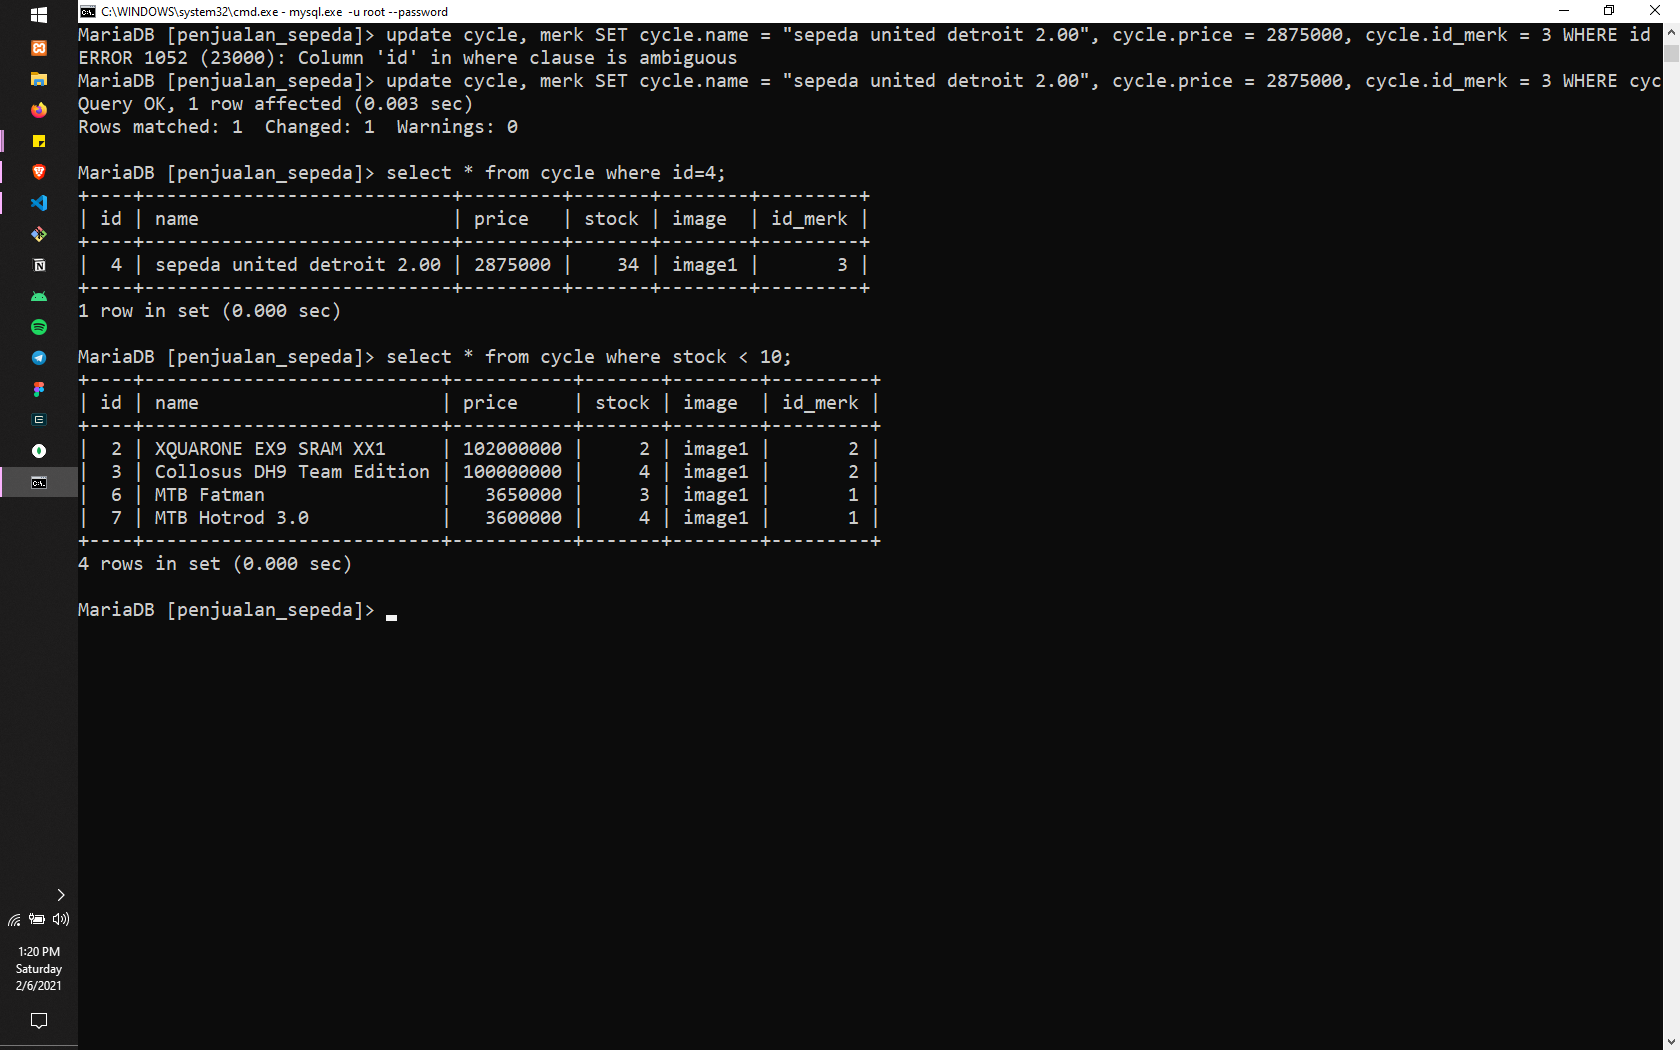 C:\WINDOWS\system32\cmd.exe - mysql.exe  -u root --password
MariaDB [penjualan_sepeda]> update cycle, merk SET cycle.name = "sepeda united detroit 2.00", cycle.price = 2875000, cycle.id_merk = 3 WHERE id
ERROR 1052 (23000): Column 'id' in where clause is ambiguous
MariaDB [penjualan_sepeda]> update cycle, merk SET cycle.name = "sepeda united detroit 2.00", cycle.price = 2875000, cycle.id_merk = 3 WHERE cyc
Query OK, 1 row affected (0.003 sec)
Rows matched: 1  Changed: 1  Warnings: 0
MariaDB [penjualan_sepeda]> select * from cycle where id=4;
+----+----------------------------+---------+-------+--------+---------+
| id | name                       | price   | stock | image  | id_merk |
+----+----------------------------+---------+-------+--------+---------+
|  4 | sepeda united detroit 2.00 | 2875000 |    34 | image1 |       3 |
+----+----------------------------+---------+-------+--------+---------+
1 row in set (0.000 sec)
MariaDB [penjualan_sepeda]> select * from cycle where stock < 10;
+----+---------------------------+-----------+-------+--------+---------+
| id | name                      | price     | stock | image  | id_merk |
+----+---------------------------+-----------+-------+--------+---------+
|  2 | XQUARONE EX9 SRAM XX1     | 102000000 |     2 | image1 |       2 |
|  3 | Collosus DH9 Team Edition | 100000000 |     4 | image1 |       2 |
|  6 | MTB Fatman                |   3650000 |     3 | image1 |       1 |
|  7 | MTB Hotrod 3.0            |   3600000 |     4 | image1 |       1 |
+----+---------------------------+-----------+-------+--------+---------+
4 rows in set (0.000 sec)
MariaDB [penjualan_sepeda]>
1:20 PM
Saturday
2/6/2021